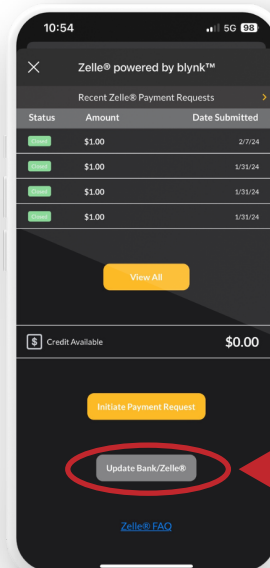 10:54 5G 98
Zelle® powered by blynk™
Recent Zelle® Payment Requests
Status Amount Date Submitted
Closed $1.00 2/7/24
Closed $1.00 1/31/24
Closed $1.00 1/31/24
Closed $1.00 1/31/24
View All
$ Credit Available $0.00
Initiate Payment Request
Update Bank/Zelle®
Zelle® FAQ